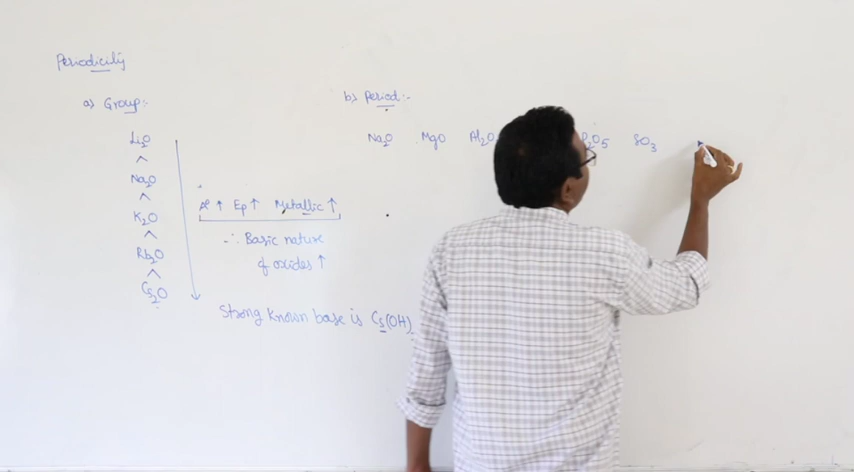 Periodicity
a) Group:-
Li₂O
^
Na₂O
^
K₂O
^
Rb₂O
^
Cs₂O
A° ↑ Ep ↑ Metallic ↑
∴ Basic nature
of oxides ↑
Strong known base is Cs(OH)
b) Period:-
Na₂O MgO Al₂O P₂O₅ SO₃